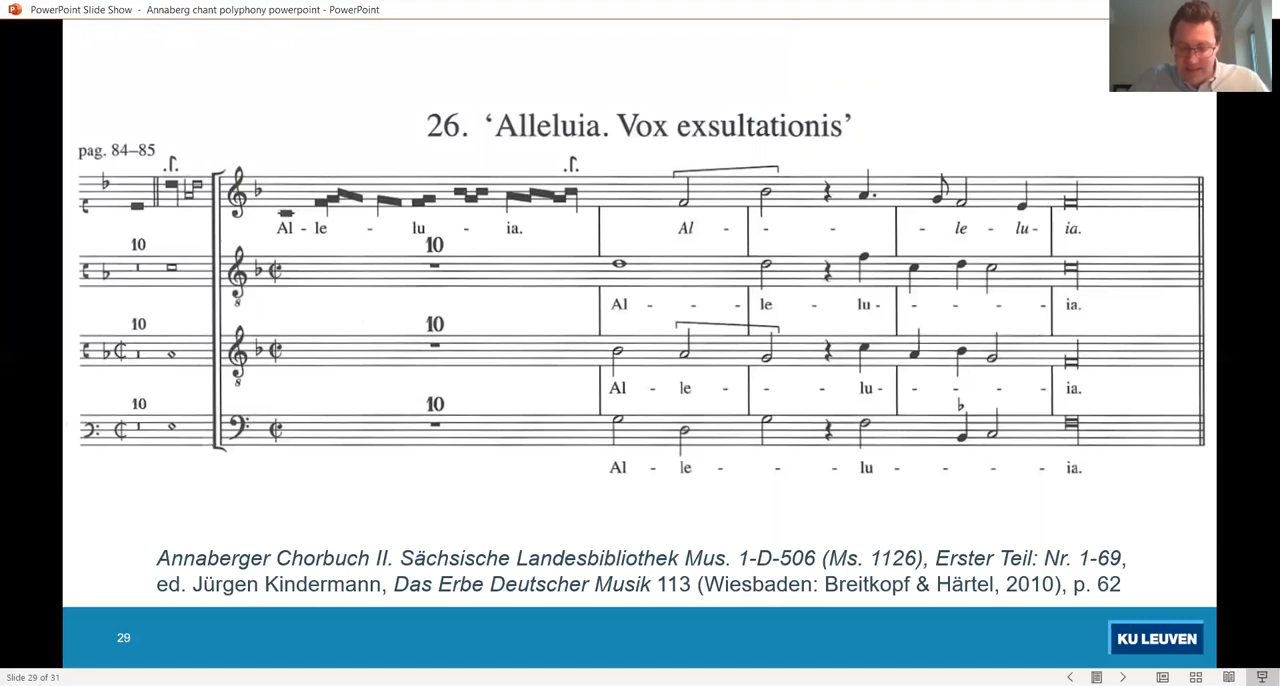 PowerPoint Slide Show - Annaberg chant polyphony powerpoint - PowerPoint
26. ‘Alleluia. Vox exsultationis’
pag. 84–85
Al - le - lu - ia. Al - - - - le - lu - ia.
10 10
8
Al - - le - lu - - - - ia.
10 10
8
Al - le - - - lu - - - - ia.
10 10
Al - le - - - lu - - - - ia.
Annaberger Chorbuch II. Sächsische Landesbibliothek Mus. 1-D-506 (Ms. 1126), Erster Teil: Nr. 1-69,
ed. Jürgen Kindermann, Das Erbe Deutscher Musik 113 (Wiesbaden: Breitkopf & Härtel, 2010), p. 62
29
KU LEUVEN
Slide 29 of 31